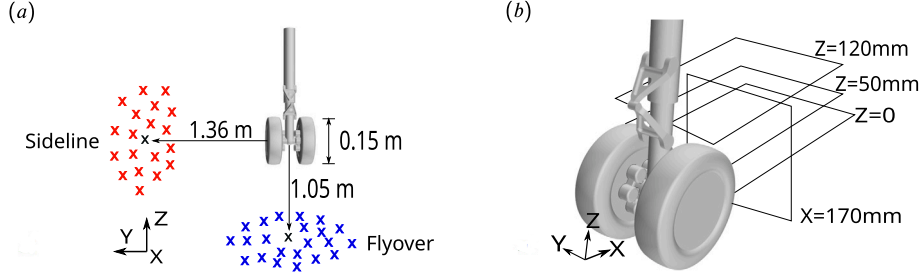 (a)
Sideline
1.36 m
0.15 m
1.05 m
Flyover
Z
Y
X
(b)
Z=120mm
Z=50mm
Z=0
X=170mm
Z
Y
X